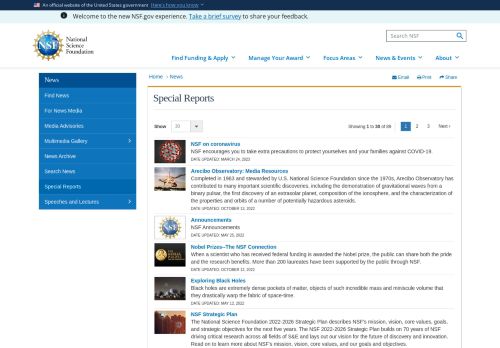 An official website of the United States government Here's how you know
Welcome to the new NSF.gov experience. Take a brief survey to share your feedback.
NSF
National
Science
Foundation
Search NSF
Find Funding & Apply
Manage Your Award
Focus Areas
News & Events
About
News
Find News
For News Media
Media Advisories
Multimedia Gallery
News Archive
Search News
Special Reports
Speeches and Lectures
Home > News
Email Print Share
Special Reports
Show 30 Showing 1 to 30 of 89 1 2 3 Next ›
NSF on coronavirus
NSF encourages you to take extra precautions to protect yourselves and your families against COVID-19.
DATE UPDATED: MARCH 24, 2023
Arecibo Observatory: Media Resources
Completed in 1963 and stewarded by U.S. National Science Foundation since the 1970s, Arecibo Observatory has
contributed to many important scientific discoveries, including the demonstration of gravitational waves from a
binary pulsar, the first discovery of an extrasolar planet, composition of the ionosphere, and the characterization of
the properties and orbits of a number of potentially hazardous asteroids.
DATE UPDATED: OCTOBER 13, 2022
NSF
Announcements
NSF Announcements
DATE UPDATED: MAY 25, 2022
Nobel Prizes--The NSF Connection
When a scientist who has received federal funding is awarded the Nobel prize, the public can share both the pride
and the research benefits. More than 200 laureates have been supported by the public through NSF.
DATE UPDATED: OCTOBER 12, 2022
Exploring Black Holes
Black holes are extremely dense pockets of matter, objects of such incredible mass and miniscule volume that
they drastically warp the fabric of space-time.
DATE UPDATED: MAY 12, 2022
NSF Strategic Plan
The National Science Foundation 2022-2026 Strategic Plan describes NSF's mission, vision, core values, goals,
and strategic objectives for the next five years. The NSF 2022-2026 Strategic Plan builds on 70 years of NSF
driving critical research across all fields of S&E and lays out our vision for the future of discovery and innovation.
Read on to learn more about NSF's mission, vision, core values, and our goals and objectives.